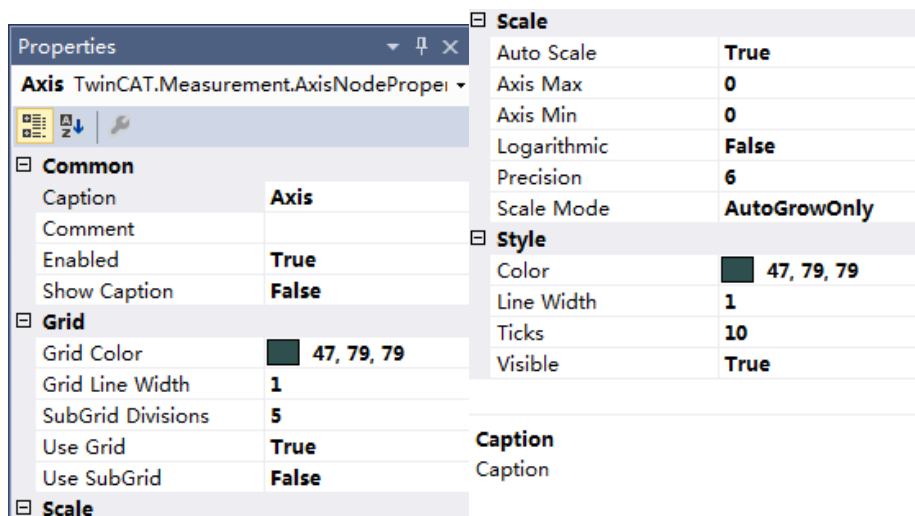 Properties
Axis TwinCAT.Measurement.AxisNodeProper
Common
Caption Axis
Comment
Enabled True
Show Caption False
Grid
Grid Color 47, 79, 79
Grid Line Width 1
SubGrid Divisions 5
Use Grid True
Use SubGrid False
Scale
Scale
Auto Scale True
Axis Max 0
Axis Min 0
Logarithmic False
Precision 6
Scale Mode AutoGrowOnly
Style
Color 47, 79, 79
Line Width 1
Ticks 10
Visible True
Caption
Caption